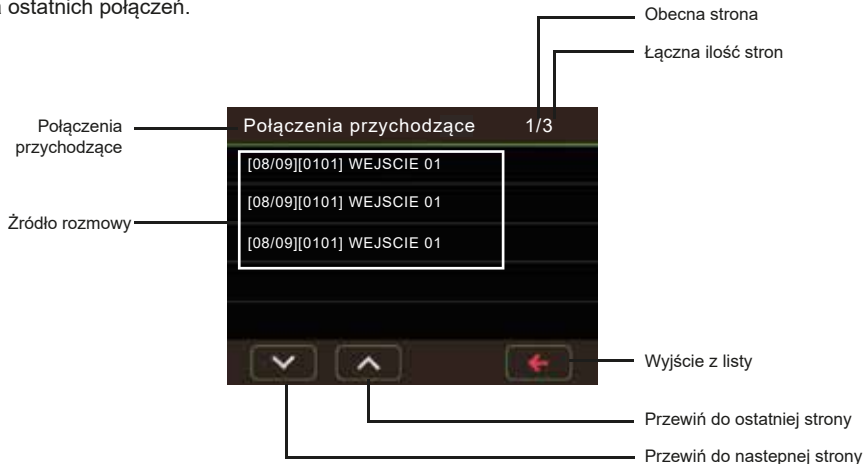 ostatnich połączeń.
Obecna strona
Łączna ilość stron
Połączenia
przychodzące
Połączenia przychodzące 1/3
[08/09][0101] WEJSCIE 01
[08/09][0101] WEJSCIE 01
[08/09][0101] WEJSCIE 01
Żródło rozmowy
Wyjście z listy
Przewiń do ostatniej strony
Przewiń do nastepnej strony